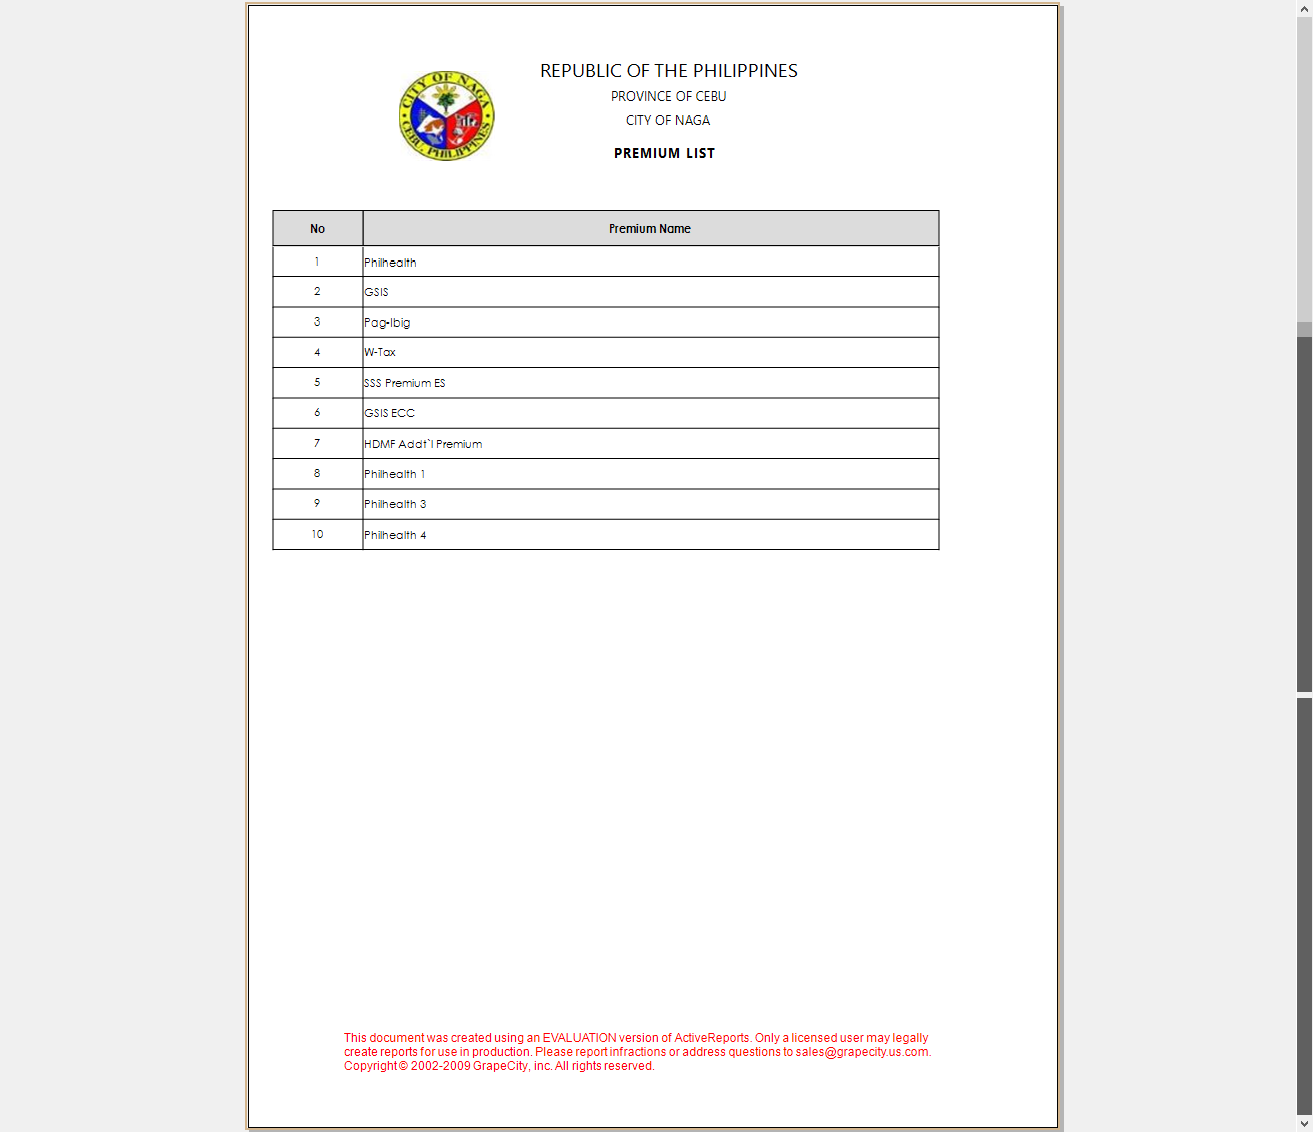 REPUBLIC OF THE PHILIPPINES
PROVINCE OF CEBU
CITY OF NAGA
CITY OF NAGA
CEBU, PHILIPPINES
PREMIUM LIST
No Premium Name
1 Philhealth
2 GSIS
3 Pag-Ibig
4 W-Tax
5 SSS Premium ES
6 GSIS ECC
7 HDMF Addt`l Premium
8 Philhealth 1
9 Philhealth 3
10 Philhealth 4
This document was created using an EVALUATION version of ActiveReports. Only a licensed user may legally
create reports for use in production. Please report infractions or address questions to sales@grapecity.us.com.
Copyright © 2002-2009 GrapeCity, inc. All rights reserved.